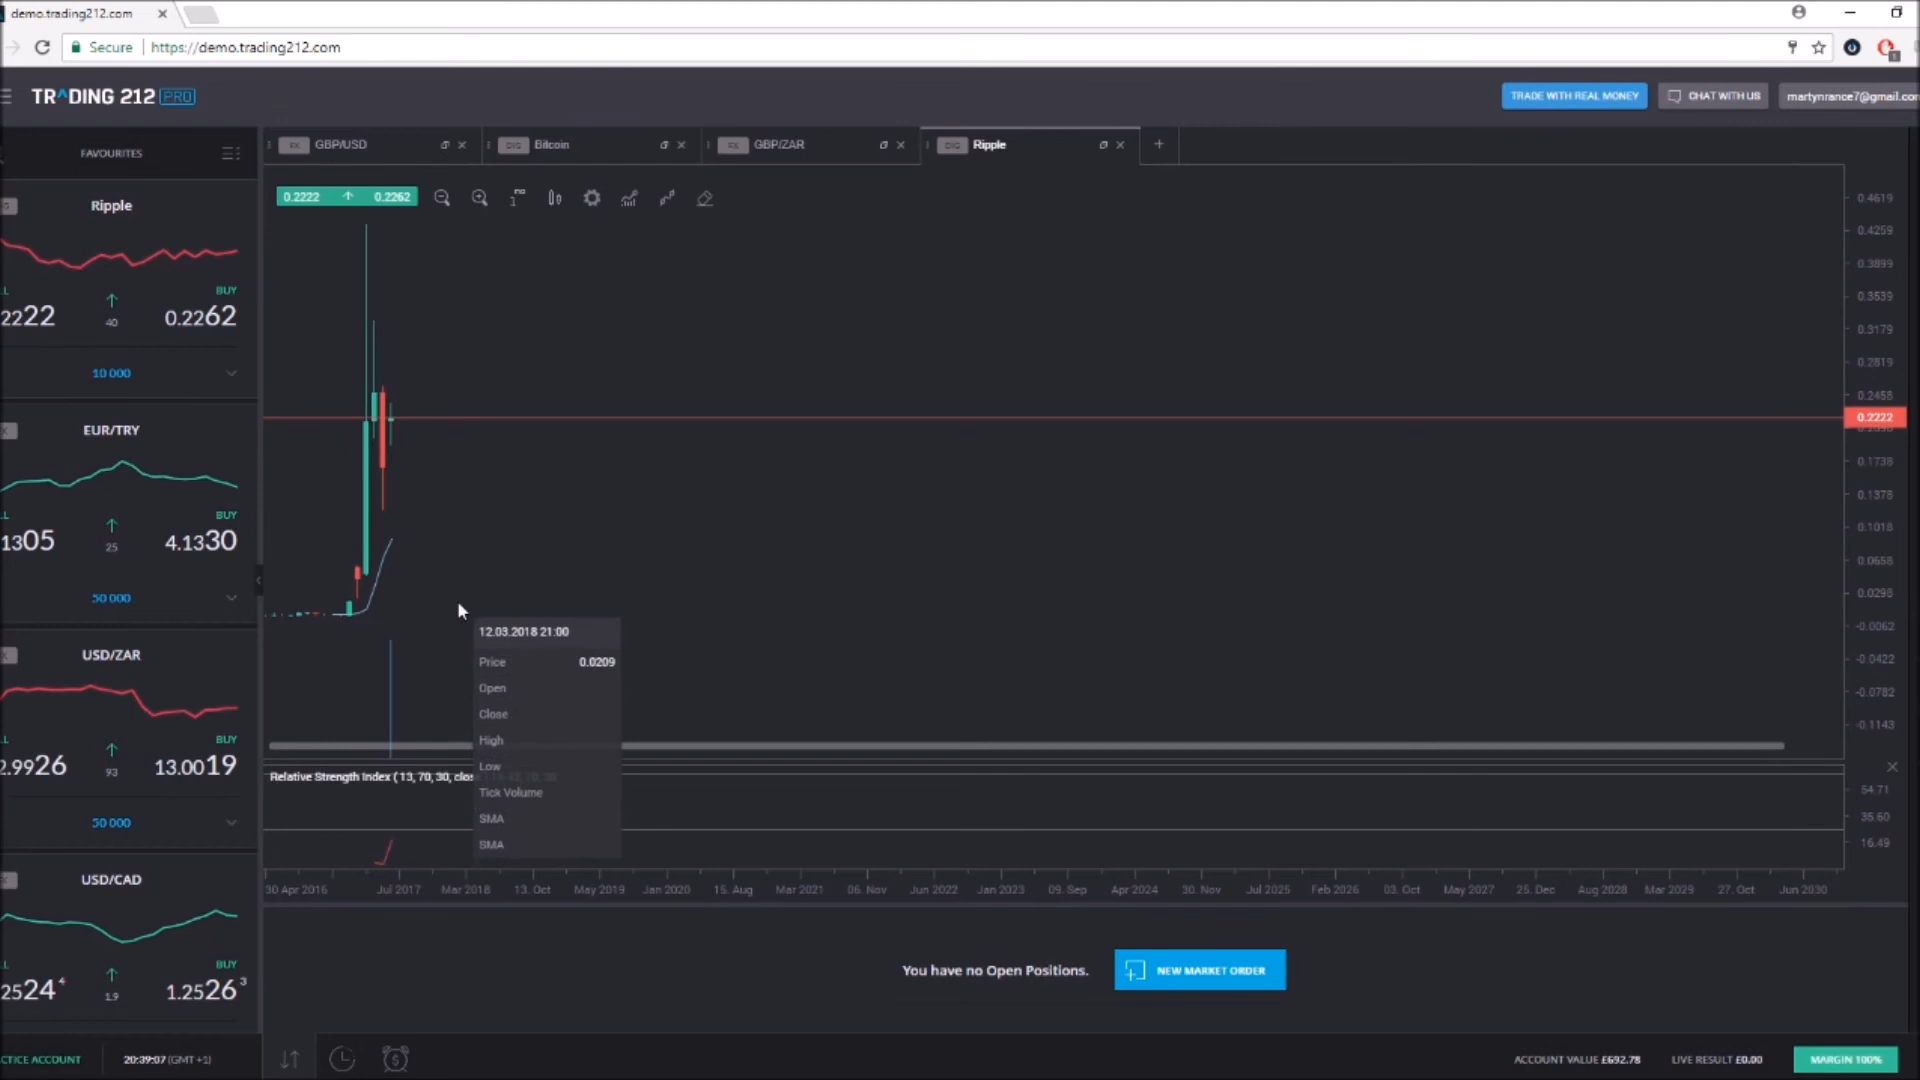 demo.trading212.com
Secure https://demo.trading212.com
TRADING 212 PRO
TRADE WITH REAL MONEY
CHAT WITH US
martynrance7@gmail.com
FAVOURITES
GBP/USD
Bitcoin
GBP/ZAR
Ripple
+
0.2222 0.2262
Ripple
BUY
2222 40 0.2262
10 000
EUR/TRY
BUY
1305 25 4.1330
50 000
USD/ZAR
BUY
2.9926 93 13.0019
50 000
USD/CAD
BUY
2524 4 1.9 1.2526 3
0.4619
0.4259
0.3899
0.3539
0.3179
0.2819
0.2458
0.2222
0.1738
0.1378
0.1018
0.0658
0.0298
-0.0062
-0.0422
-0.0782
-0.1143
12.03.2018 21:00
Price 0.0209
Open
Close
High
Low
Tick Volume
SMA
SMA
Relative Strength Index ( 13, 70, 30, clos
54.71
35.60
16.49
30 Apr 2016 Jul 2017 Mar 2018 13. Oct May 2019 Jan 2020 15. Aug Mar 2021 06. Nov Jun 2022 Jan 2023 09. Sep Apr 2024 30. Nov Jul 2025 Feb 2026 03. Oct May 2027 25. Dec Aug 2028 Mar 2029 27. Oct Jun 2030
You have no Open Positions.
NEW MARKET ORDER
CTICE ACCOUNT
20:39:07 (GMT +1)
ACCOUNT VALUE £692.78
LIVE RESULT £0.00
MARGIN 100%